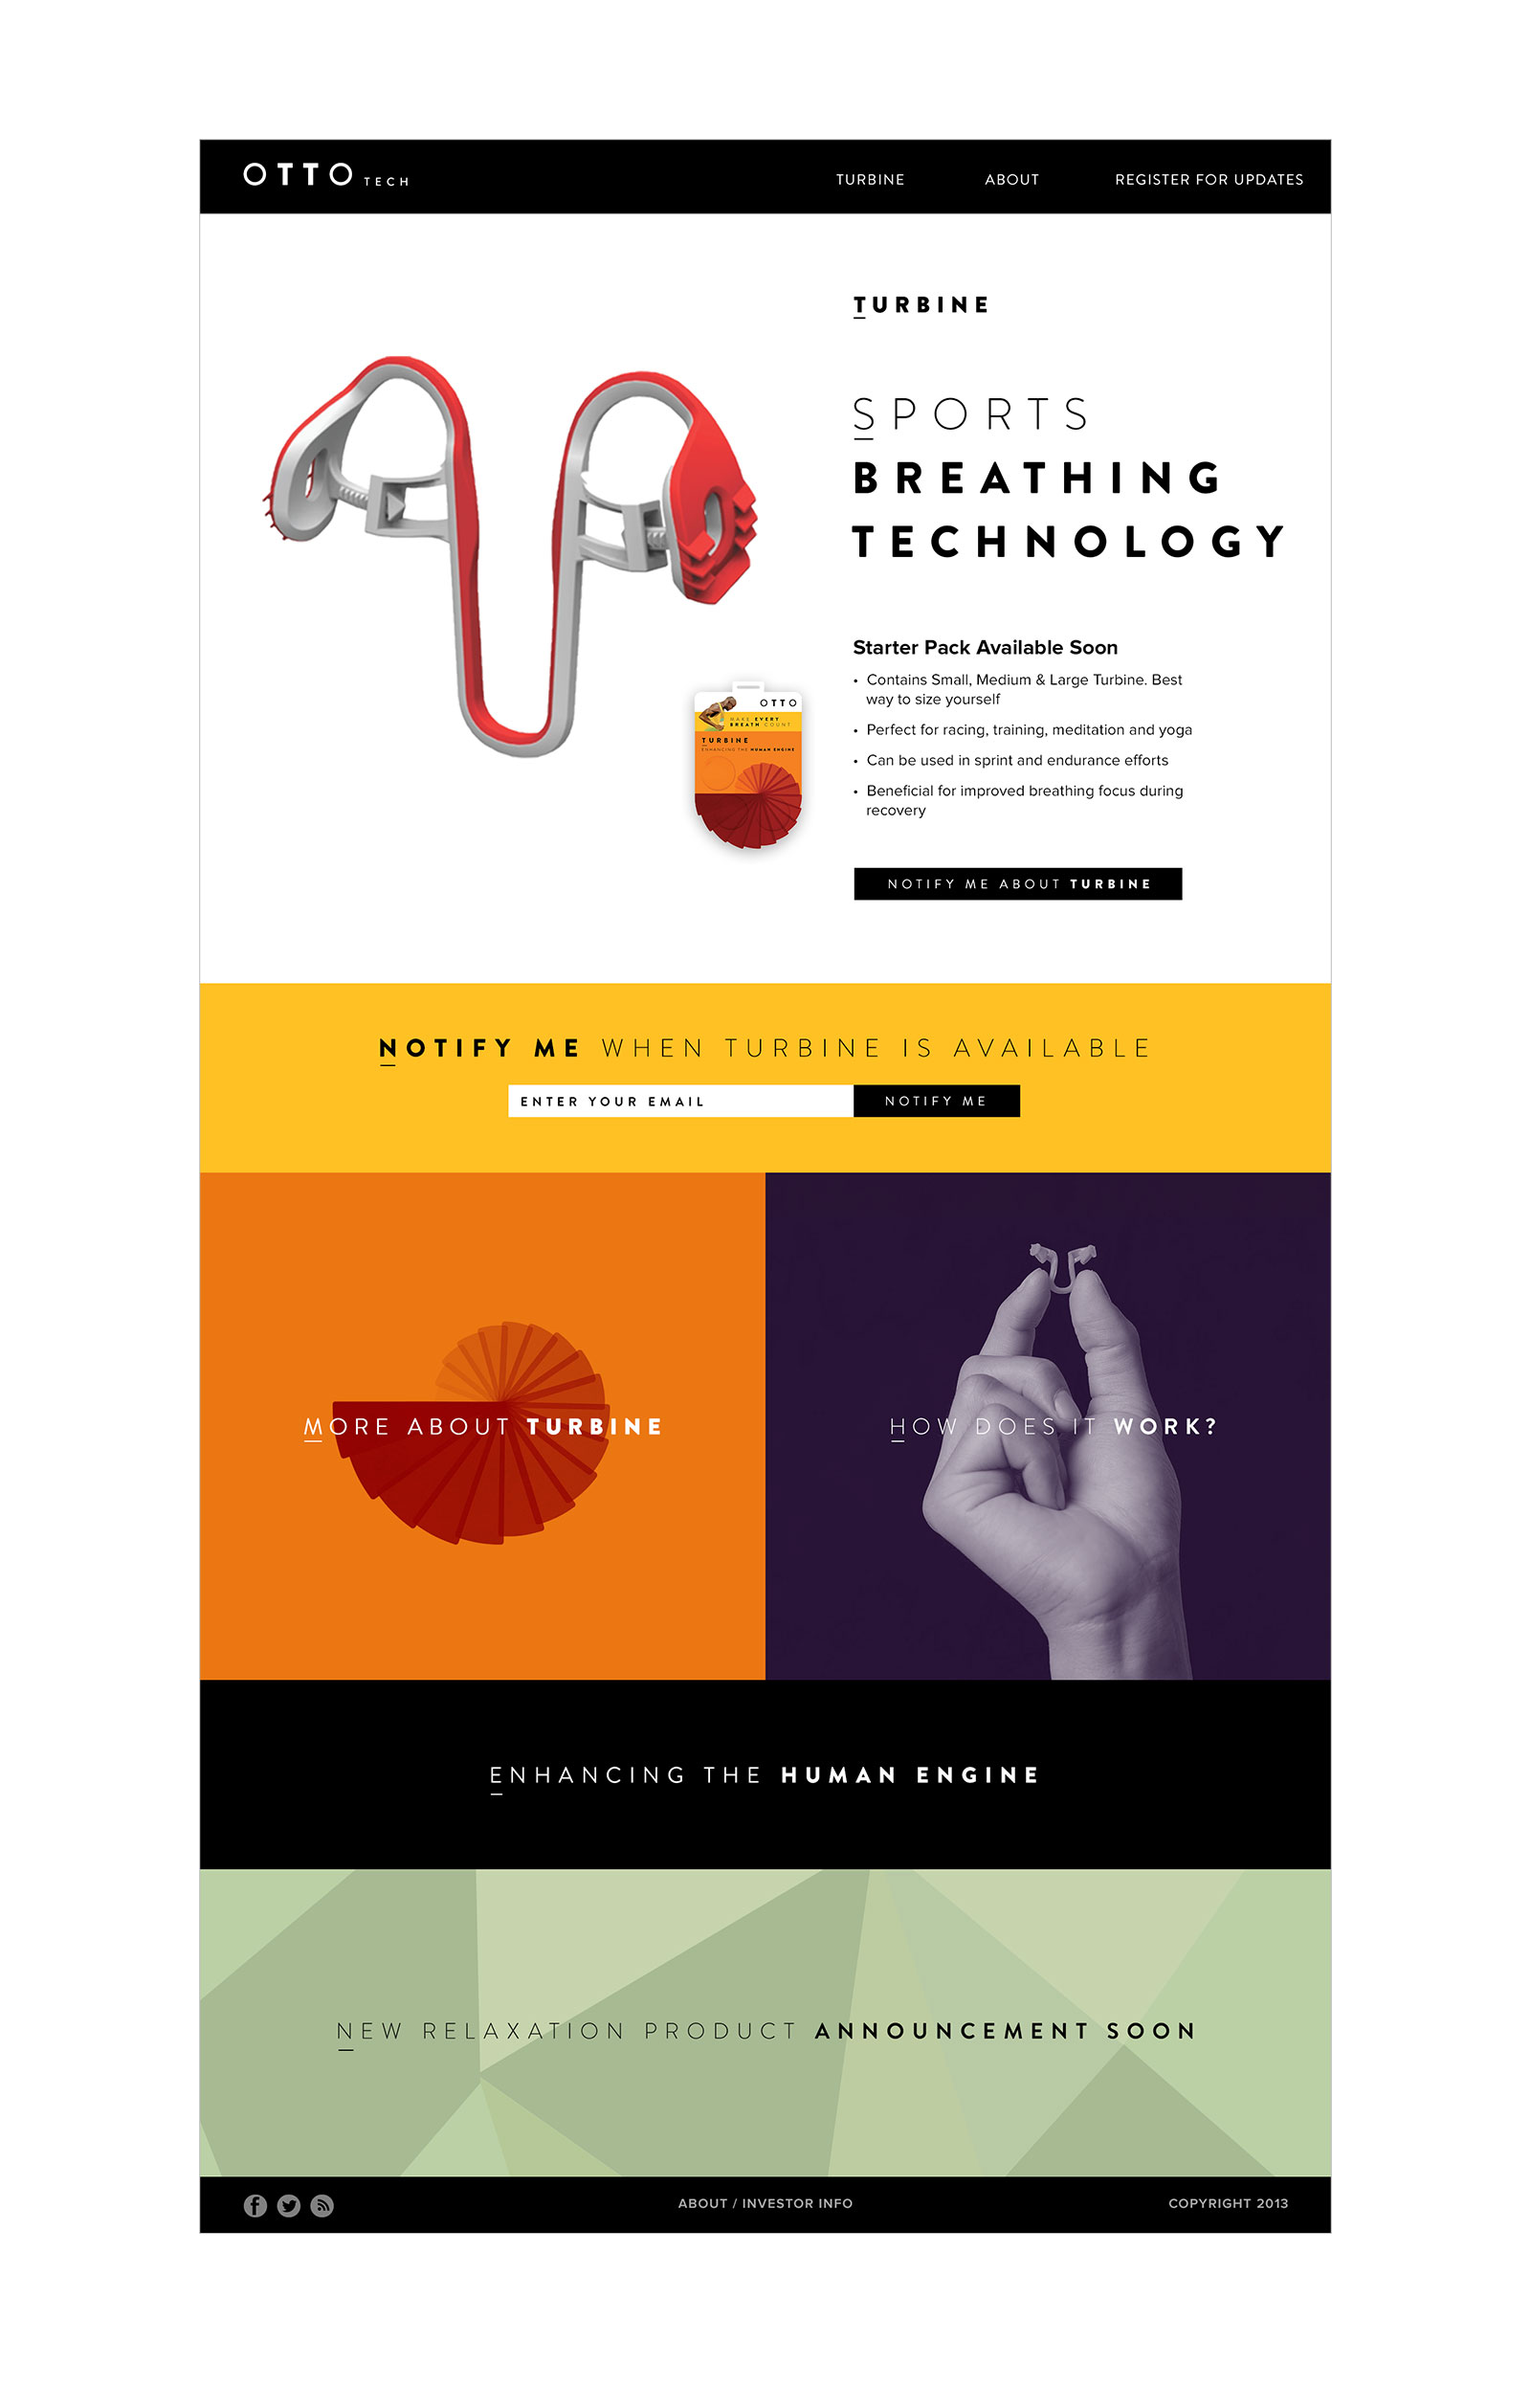 OTTO TECH
TURBINE
ABOUT
REGISTER FOR UPDATES
TURBINE
SPORTS
BREATHING
TECHNOLOGY
Starter Pack Available Soon
• Contains Small, Medium & Large Turbine. Best
way to size yourself
• Perfect for racing, training, meditation and yoga
• Can be used in sprint and endurance efforts
• Beneficial for improved breathing focus during
recovery
OTTO
MAKE EVERY
BREATH COUNT
TURBINE
ENHANCING THE HUMAN ENGINE
NOTIFY ME ABOUT TURBINE
NOTIFY ME WHEN TURBINE IS AVAILABLE
ENTER YOUR EMAIL
NOTIFY ME
MORE ABOUT TURBINE
HOW DOES IT WORK?
ENHANCING THE HUMAN ENGINE
NEW RELAXATION PRODUCT ANNOUNCEMENT SOON
ABOUT / INVESTOR INFO
COPYRIGHT 2013